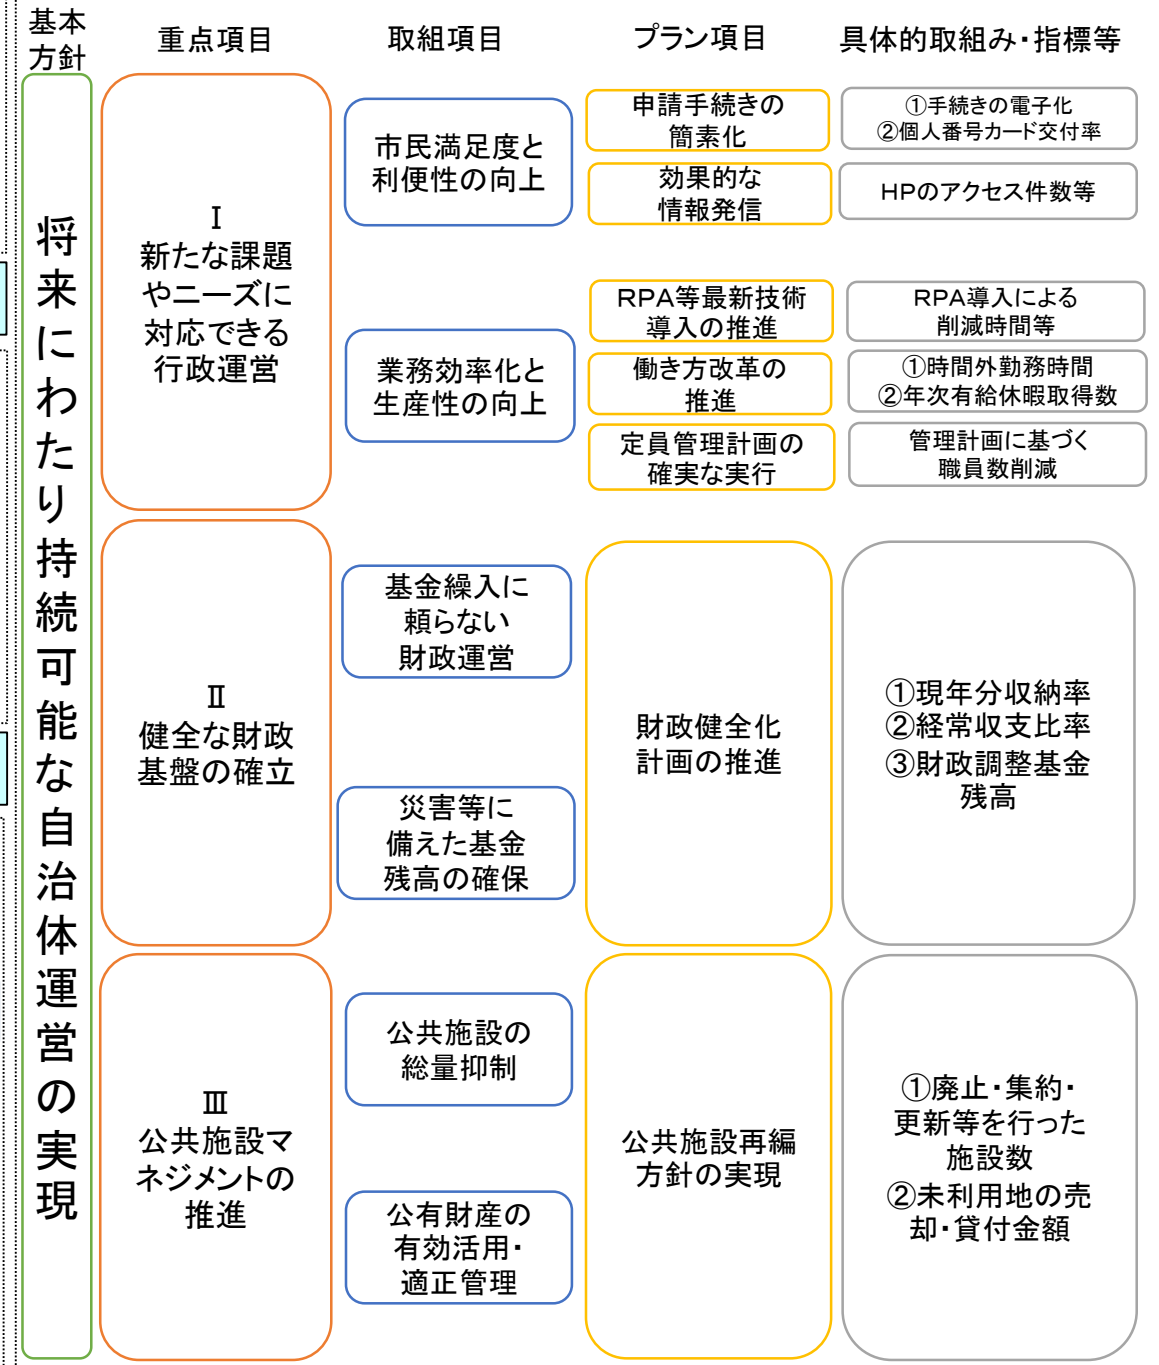 基本
方針
重点項目
取組項目
プラン項目
具体的取組み・指標等
将来にわたり持続可能な自治体運営の実現
Ⅰ
新たな課題
やニーズに
対応できる
行政運営
市民満足度と
利便性の向上
申請手続きの
簡素化
①手続きの電子化
②個人番号カード交付率
効果的な
情報発信
HPのアクセス件数等
業務効率化と
生産性の向上
RPA等最新技術
導入の推進
RPA導入による
削減時間等
働き方改革の
推進
①時間外勤務時間
②年次有給休暇取得数
定員管理計画の
確実な実行
管理計画に基づく
職員数削減
Ⅱ
健全な財政
基盤の確立
基金繰入に
頼らない
財政運営
災害等に
備えた基金
残高の確保
財政健全化
計画の推進
①現年分収納率
②経常収支比率
③財政調整基金
残高
Ⅲ
公共施設マ
ネジメントの
推進
公共施設の
総量抑制
公有財産の
有効活用・
適正管理
公共施設再編
方針の実現
①廃止・集約・
更新等を行った
施設数
②未利用地の売
却・貸付金額